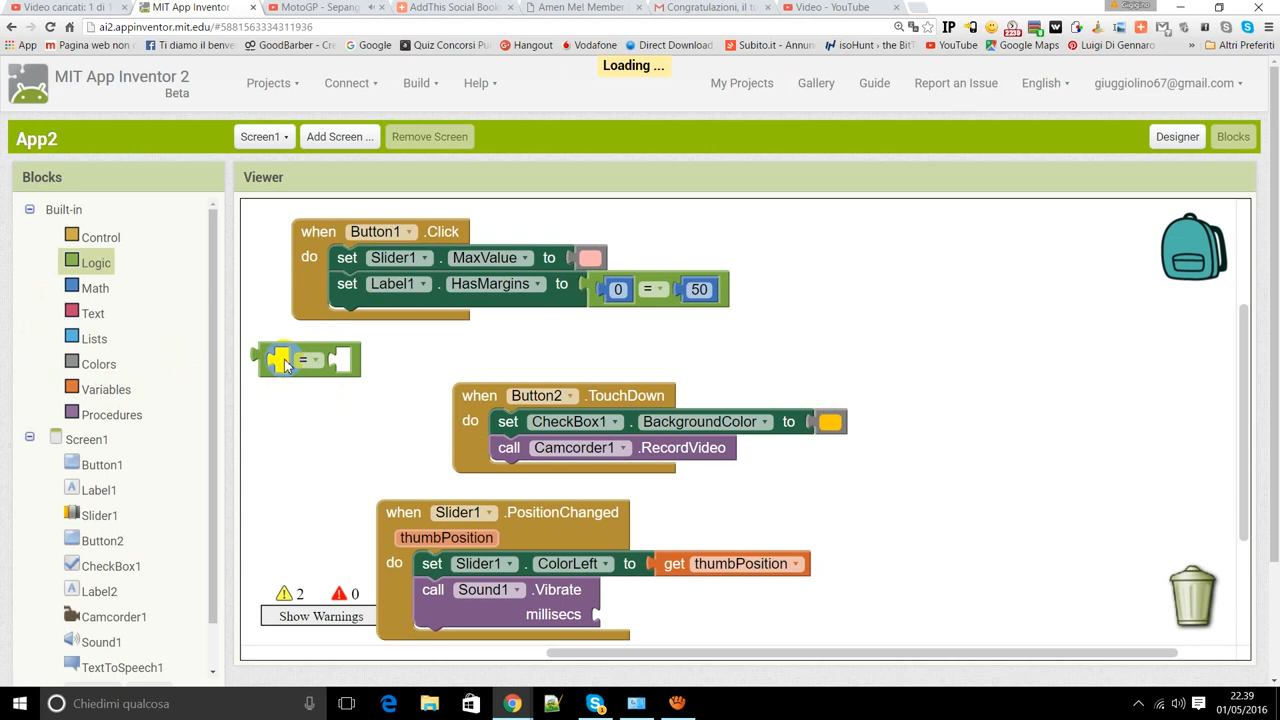 Video caricati: 1 di 1
MIT App Inventor
MotoGP - Sepang
AddThis Social Book
Amen Me! Member
Congratulazioni, il t
Video - YouTube
Gigigino
ai2.appinventor.mit.edu/#5881563334311936
App
Pagina web non
Ti diamo il benve
GoodBarber - Grea
Google
Quiz Concorsi Pu
Hangout
Vodafone
Direct Download
Subito.it - Annun
isoHunt › the BitT
YouTube
Google Maps
Luigi Di Gennaro
Altri Preferiti
Loading ...
MIT App Inventor 2
Beta
Projects
Connect
Build
Help
My Projects
Gallery
Guide
Report an Issue
English
giuggiolino67@gmail.com
App2
Screen1
Add Screen ...
Remove Screen
Designer
Blocks
Blocks
Viewer
Built-in
Control
Logic
Math
Text
Lists
Colors
Variables
Procedures
Screen1
Button1
Label1
Slider1
Button2
CheckBox1
Label2
Camcorder1
Sound1
TextToSpeech1
when Button1 .Click
do set Slider1 . MaxValue to
set Label1 . HasMargins to 0 = 50
=
when Button2 .TouchDown
do set CheckBox1 . BackgroundColor to
call Camcorder1 .RecordVideo
when Slider1 .PositionChanged
thumbPosition
do set Slider1 . ColorLeft to get thumbPosition
call Sound1 .Vibrate
millisecs
2 0
Show Warnings
Chiedimi qualcosa
22.39
01/05/2016